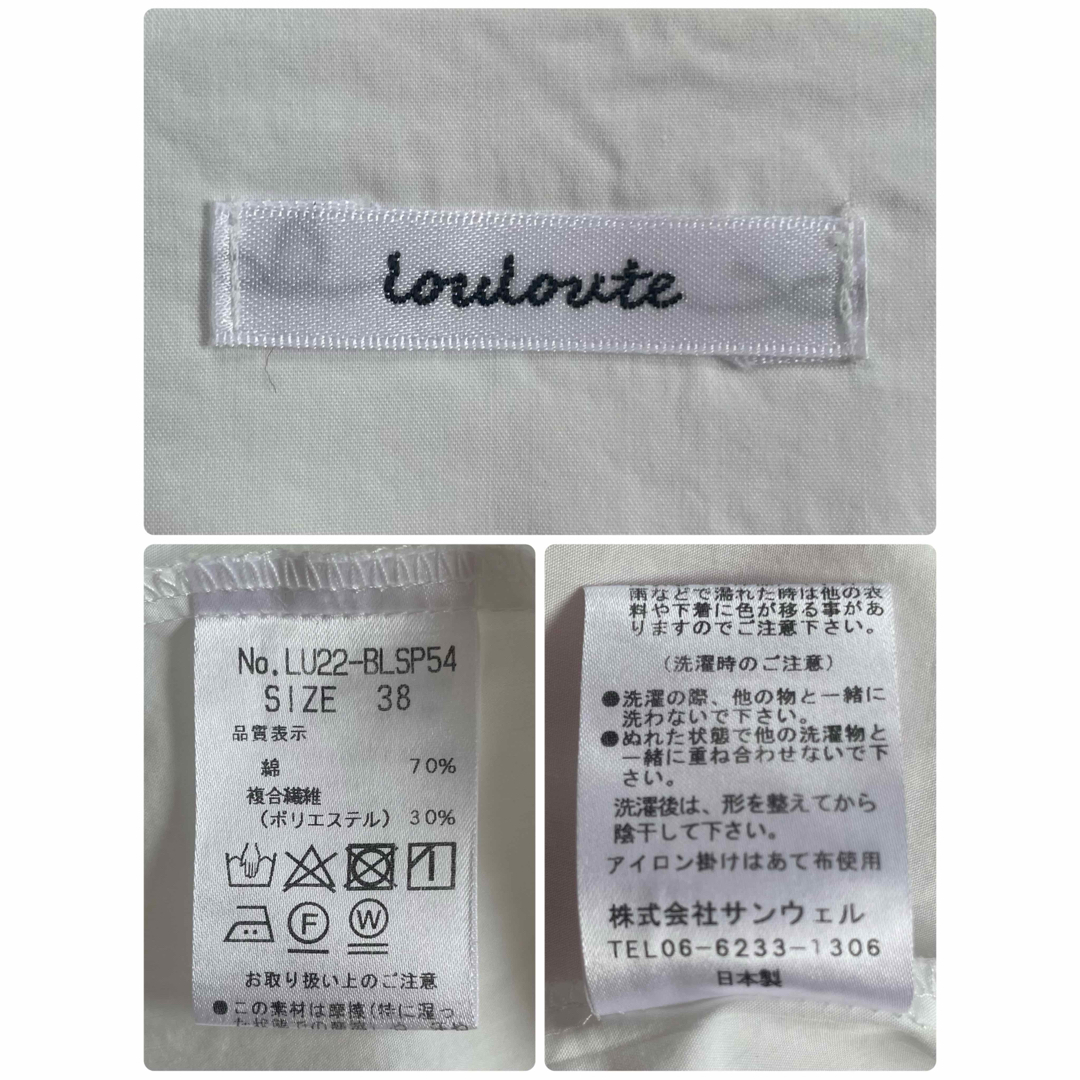 louloute
No.LU22-BLSP54
SIZE 38
品質表示
綿 70%
複合繊維
(ポリエステル) 30%
F W
お取り扱い上のご注意
●この素材は摩擦(特に湿っ
雨などで濡れた時は他の衣
料や下着に色が移る事があ
りますのでご注意下さい。
(洗濯時のご注意)
●洗濯の際、他の物と一緒に
洗わないで下さい。
●ぬれた状態で他の洗濯物と
一緒に重ね合わせないで下
さい。
洗濯後は、形を整えてから
陰干しして下さい。
アイロン掛けはあて布使用
株式会社サンウェル
TEL06-6233-1306
日本製